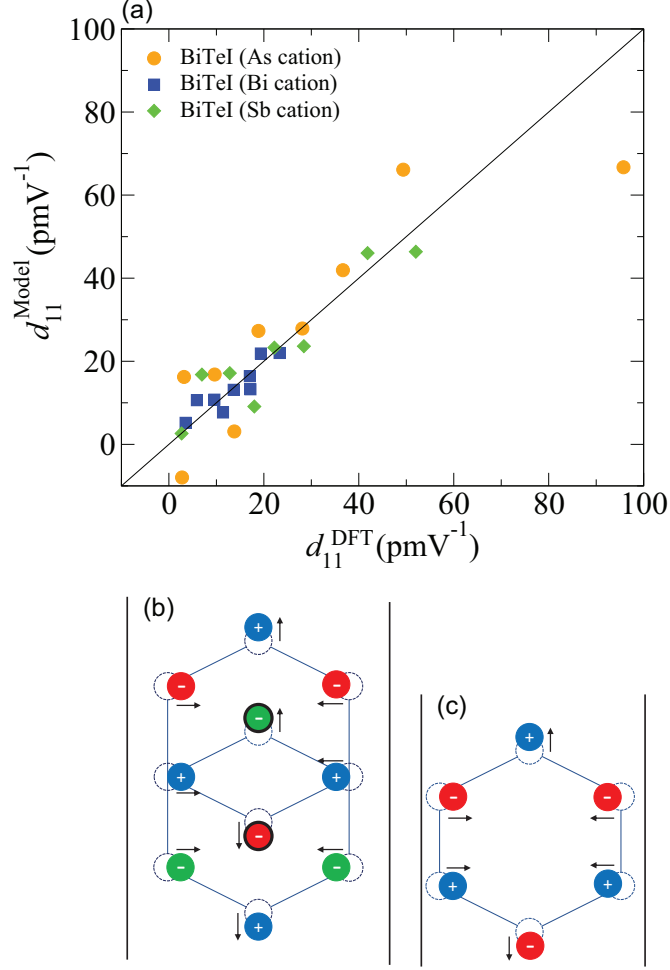 (a)
100
80
60
40
20
0
d₁₁ᴹᵒᵈᵉˡ(pmV⁻¹)
BiTeI (As cation)
BiTeI (Bi cation)
BiTeI (Sb cation)
0 20 40 60 80 100
d₁₁ᴰᶠᵀ(pmV⁻¹)
(b)
+
- -
-
+ +
-
- -
+
(c)
+
- -
+ +
-